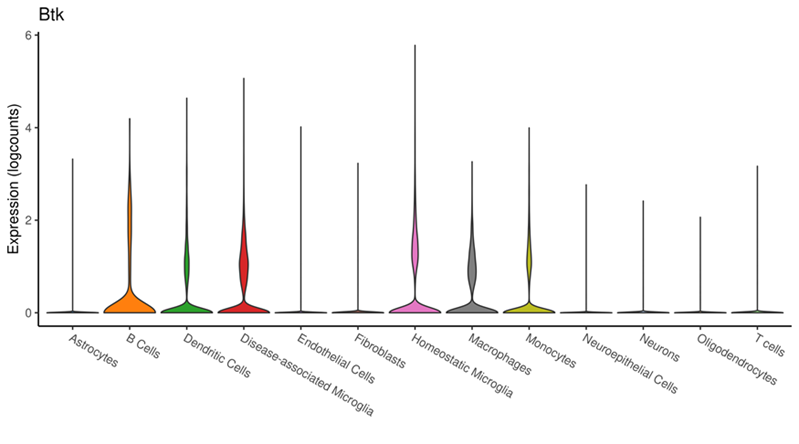 Btk
Expression (logcounts)
6
4
2
0
Astrocytes
B Cells
Dendritic Cells
Disease-associated Microglia
Endothelial Cells
Fibroblasts
Homeostatic Microglia
Macrophages
Monocytes
Neuroepithelial Cells
Neurons
Oligodendrocytes
T cells